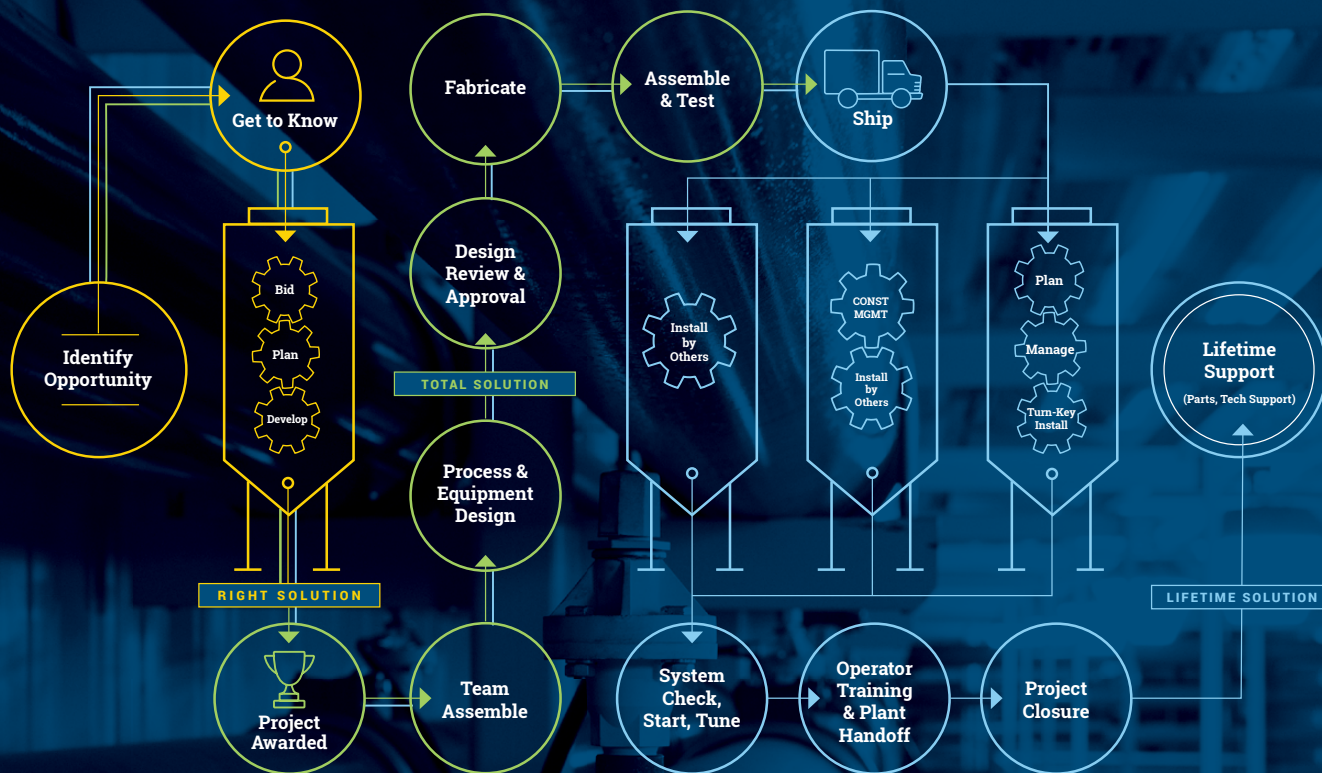 Identify
Opportunity
Get to Know
Bid
Plan
Develop
RIGHT SOLUTION
Project
Awarded
Team
Assemble
Process &
Equipment
Design
TOTAL SOLUTION
Design
Review &
Approval
Fabricate
Assemble
& Test
Ship
Install
by
Others
CONST
MGMT
Install
by
Others
Plan
Manage
Turn-Key
Install
System
Check,
Start, Tune
Operator
Training
& Plant
Handoff
Project
Closure
LIFETIME SOLUTION
Lifetime
Support
(Parts, Tech Support)